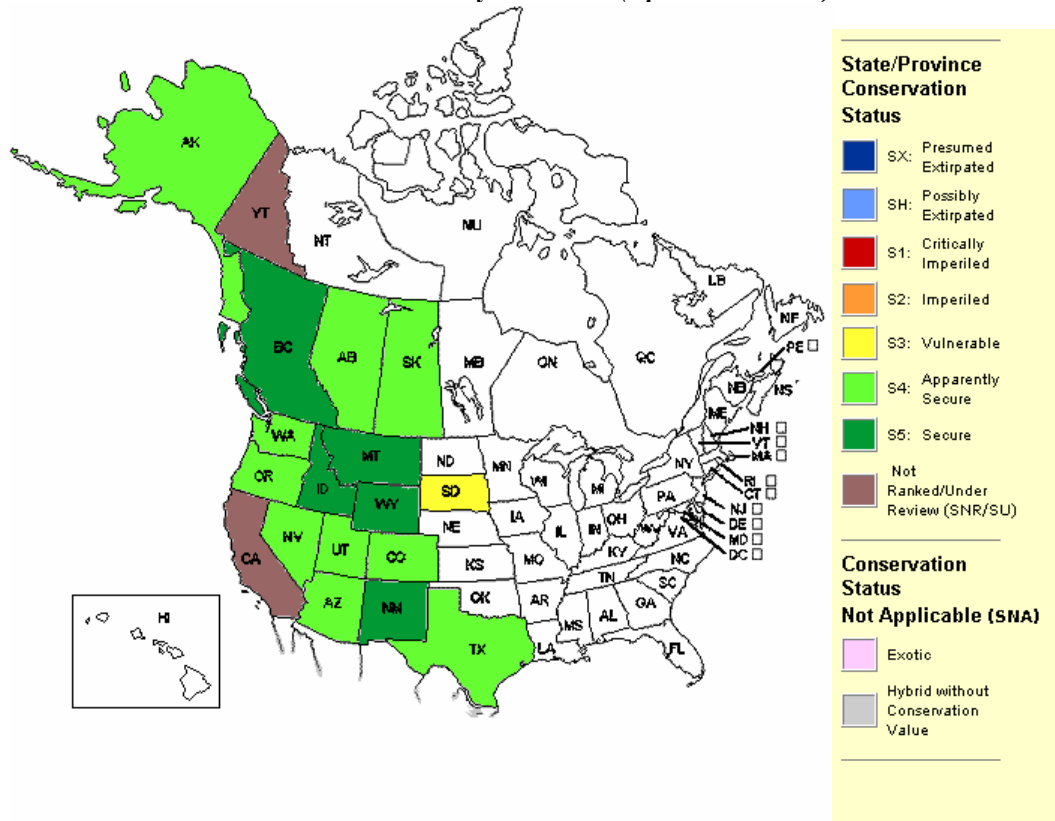 AK
YT
NT
NU
LB
NF
BC
AB
SK
MB
ON
QC
PE
NB
NS
ME
NH
VT
MA
WA
MT
ND
MN
OR
ID
SD
WI
MI
NY
RI
CT
WY
PA
NJ
DE
MD
DC
NE
IA
IL
IN
OH
WV
VA
CA
NV
UT
CO
KS
MO
KY
NC
TN
SC
AZ
NM
OK
AR
MS
AL
GA
TX
LA
FL
HI
State/Province
Conservation
Status
SX: Presumed
Extirpated
SH: Possibly
Extirpated
S1: Critically
Imperiled
S2: Imperiled
S3: Vulnerable
S4: Apparently
Secure
S5: Secure
Not
Ranked/Under
Review (SNR/SU)
Conservation
Status
Not Applicable (SNA)
Exotic
Hybrid without
Conservation
Value